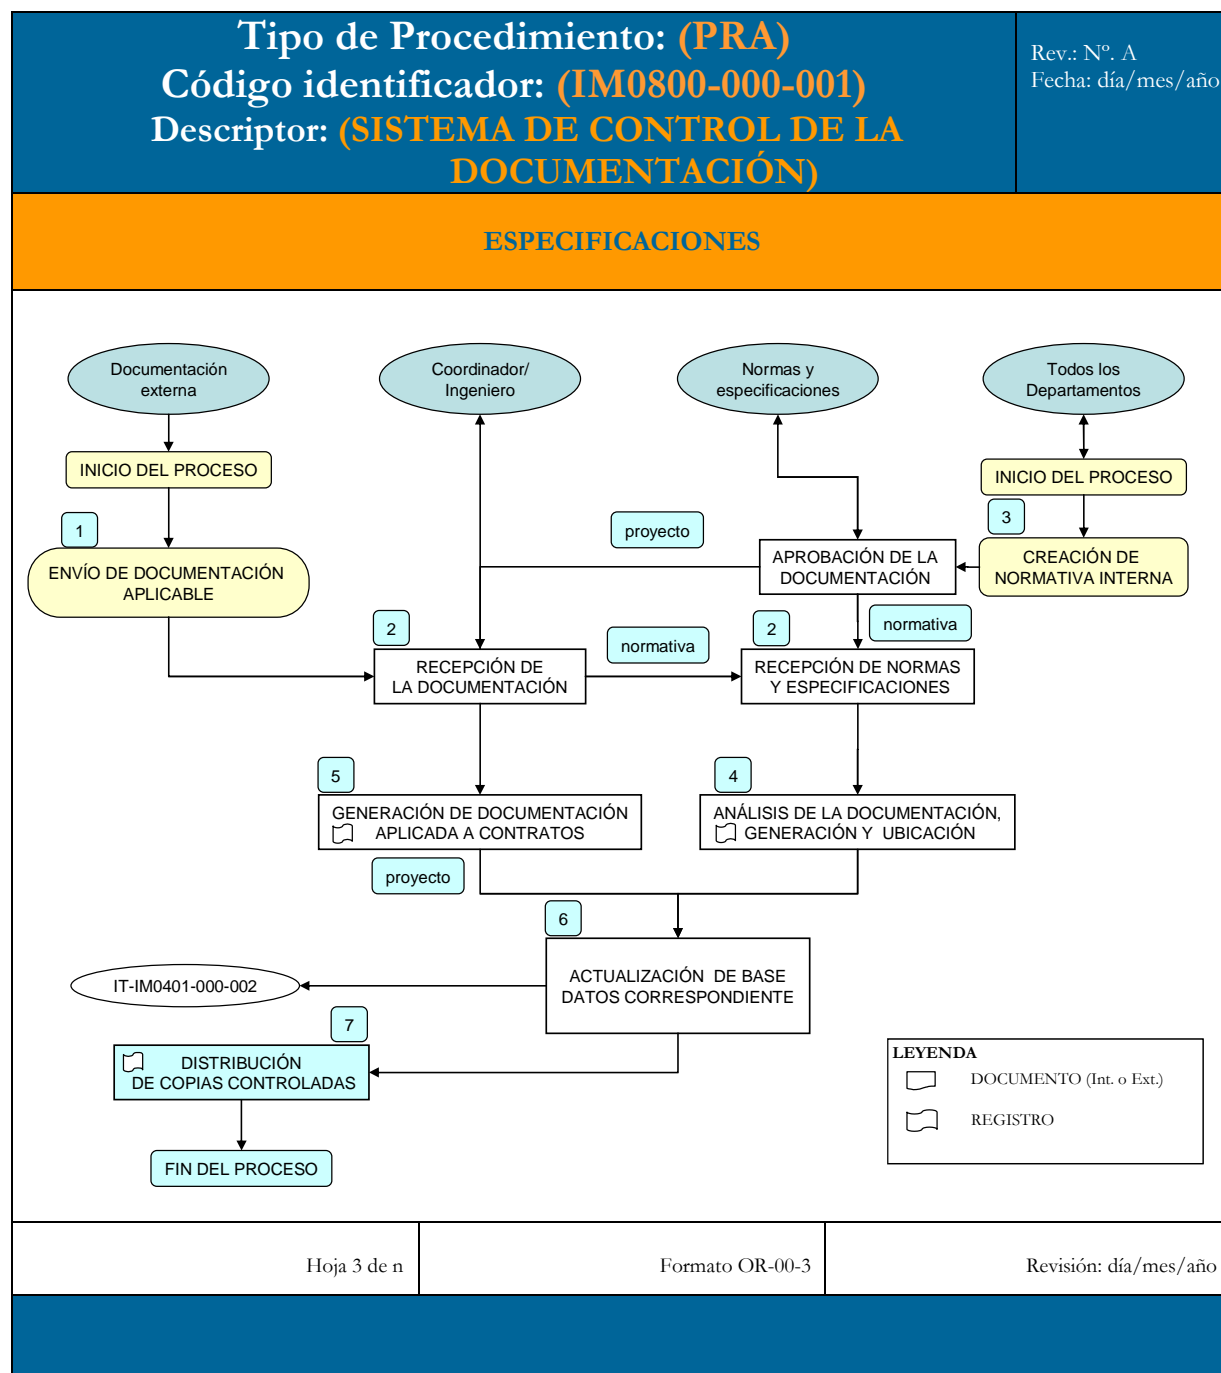 Tipo de Procedimiento: (PRA)
Código identificador: (IM0800-000-001)
Descriptor: (SISTEMA DE CONTROL DE LA
DOCUMENTACIÓN)
Rev.: Nº. A
Fecha: día/mes/año
ESPECIFICACIONES
Documentación
externa
Coordinador/
Ingeniero
Normas y
especificaciones
Todos los
Departamentos
INICIO DEL PROCESO
INICIO DEL PROCESO
1
proyecto
3
ENVÍO DE DOCUMENTACIÓN
APLICABLE
APROBACIÓN DE LA
DOCUMENTACIÓN
CREACIÓN DE
NORMATIVA INTERNA
2
normativa
2
normativa
RECEPCIÓN DE
LA DOCUMENTACIÓN
RECEPCIÓN DE NORMAS
Y ESPECIFICACIONES
5
4
GENERACIÓN DE DOCUMENTACIÓN
APLICADA A CONTRATOS
ANÁLISIS DE LA DOCUMENTACIÓN,
GENERACIÓN Y UBICACIÓN
proyecto
6
ACTUALIZACIÓN DE BASE
DATOS CORRESPONDIENTE
IT-IM0401-000-002
7
DISTRIBUCIÓN
DE COPIAS CONTROLADAS
FIN DEL PROCESO
LEYENDA
DOCUMENTO (Int. o Ext.)
REGISTRO
Hoja 3 de n
Formato OR-00-3
Revisión: día/mes/año